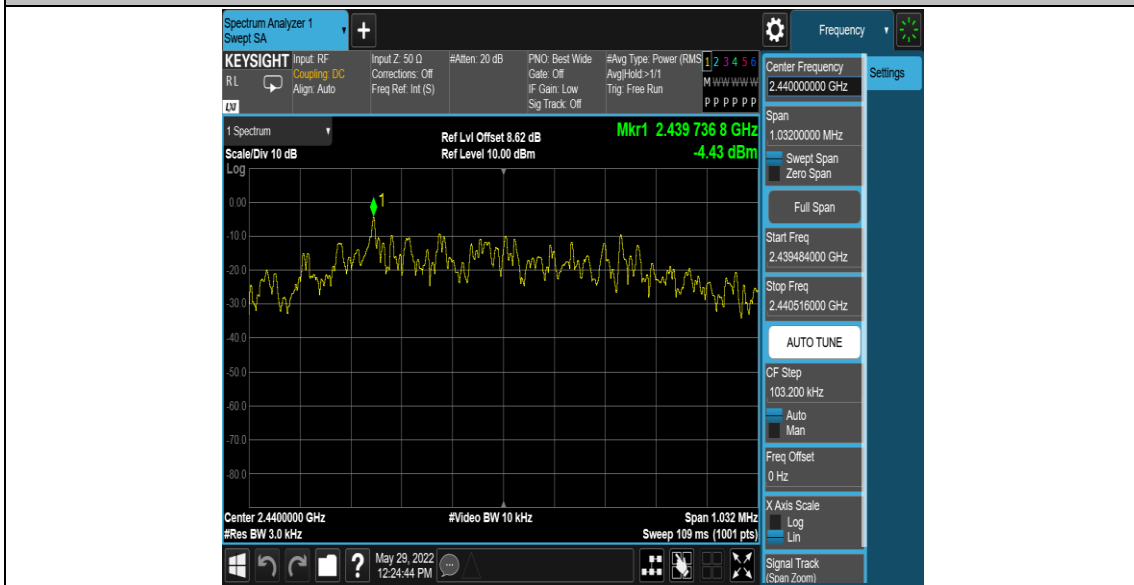 Spectrum Analyzer 1
Swept SA
+
Frequency
KEYSIGHT
RL
LXI
Input: RF
Coupling: DC
Align: Auto
Input Z: 50 Ω
Corrections: Off
Freq Ref: Int (S)
#Atten: 20 dB
PNO: Best Wide
Gate: Off
IF Gain: Low
Sig Track: Off
#Avg Type: Power (RMS
Avg|Hold:>1/1
Trig: Free Run
1 2 3 4 5 6
M W W W W W
P P P P P P
1 Spectrum
Scale/Div 10 dB
Log
Ref Lvl Offset 8.62 dB
Ref Level 10.00 dBm
Mkr1 2.439 736 8 GHz
-4.43 dBm
1
0.00
-10.0
-20.0
-30.0
-40.0
-50.0
-60.0
-70.0
-80.0
Center 2.4400000 GHz
#Res BW 3.0 kHz
#Video BW 10 kHz
Span 1.032 MHz
Sweep 109 ms (1001 pts)
Center Frequency
2.440000000 GHz
Settings
Span
1.03200000 MHz
Swept Span
Zero Span
Full Span
Start Freq
2.439484000 GHz
Stop Freq
2.440516000 GHz
AUTO TUNE
CF Step
103.200 kHz
Auto
Man
Freq Offset
0 Hz
X Axis Scale
Log
Lin
Signal Track
(Span Zoom)
?
May 29, 2022
12:24:44 PM